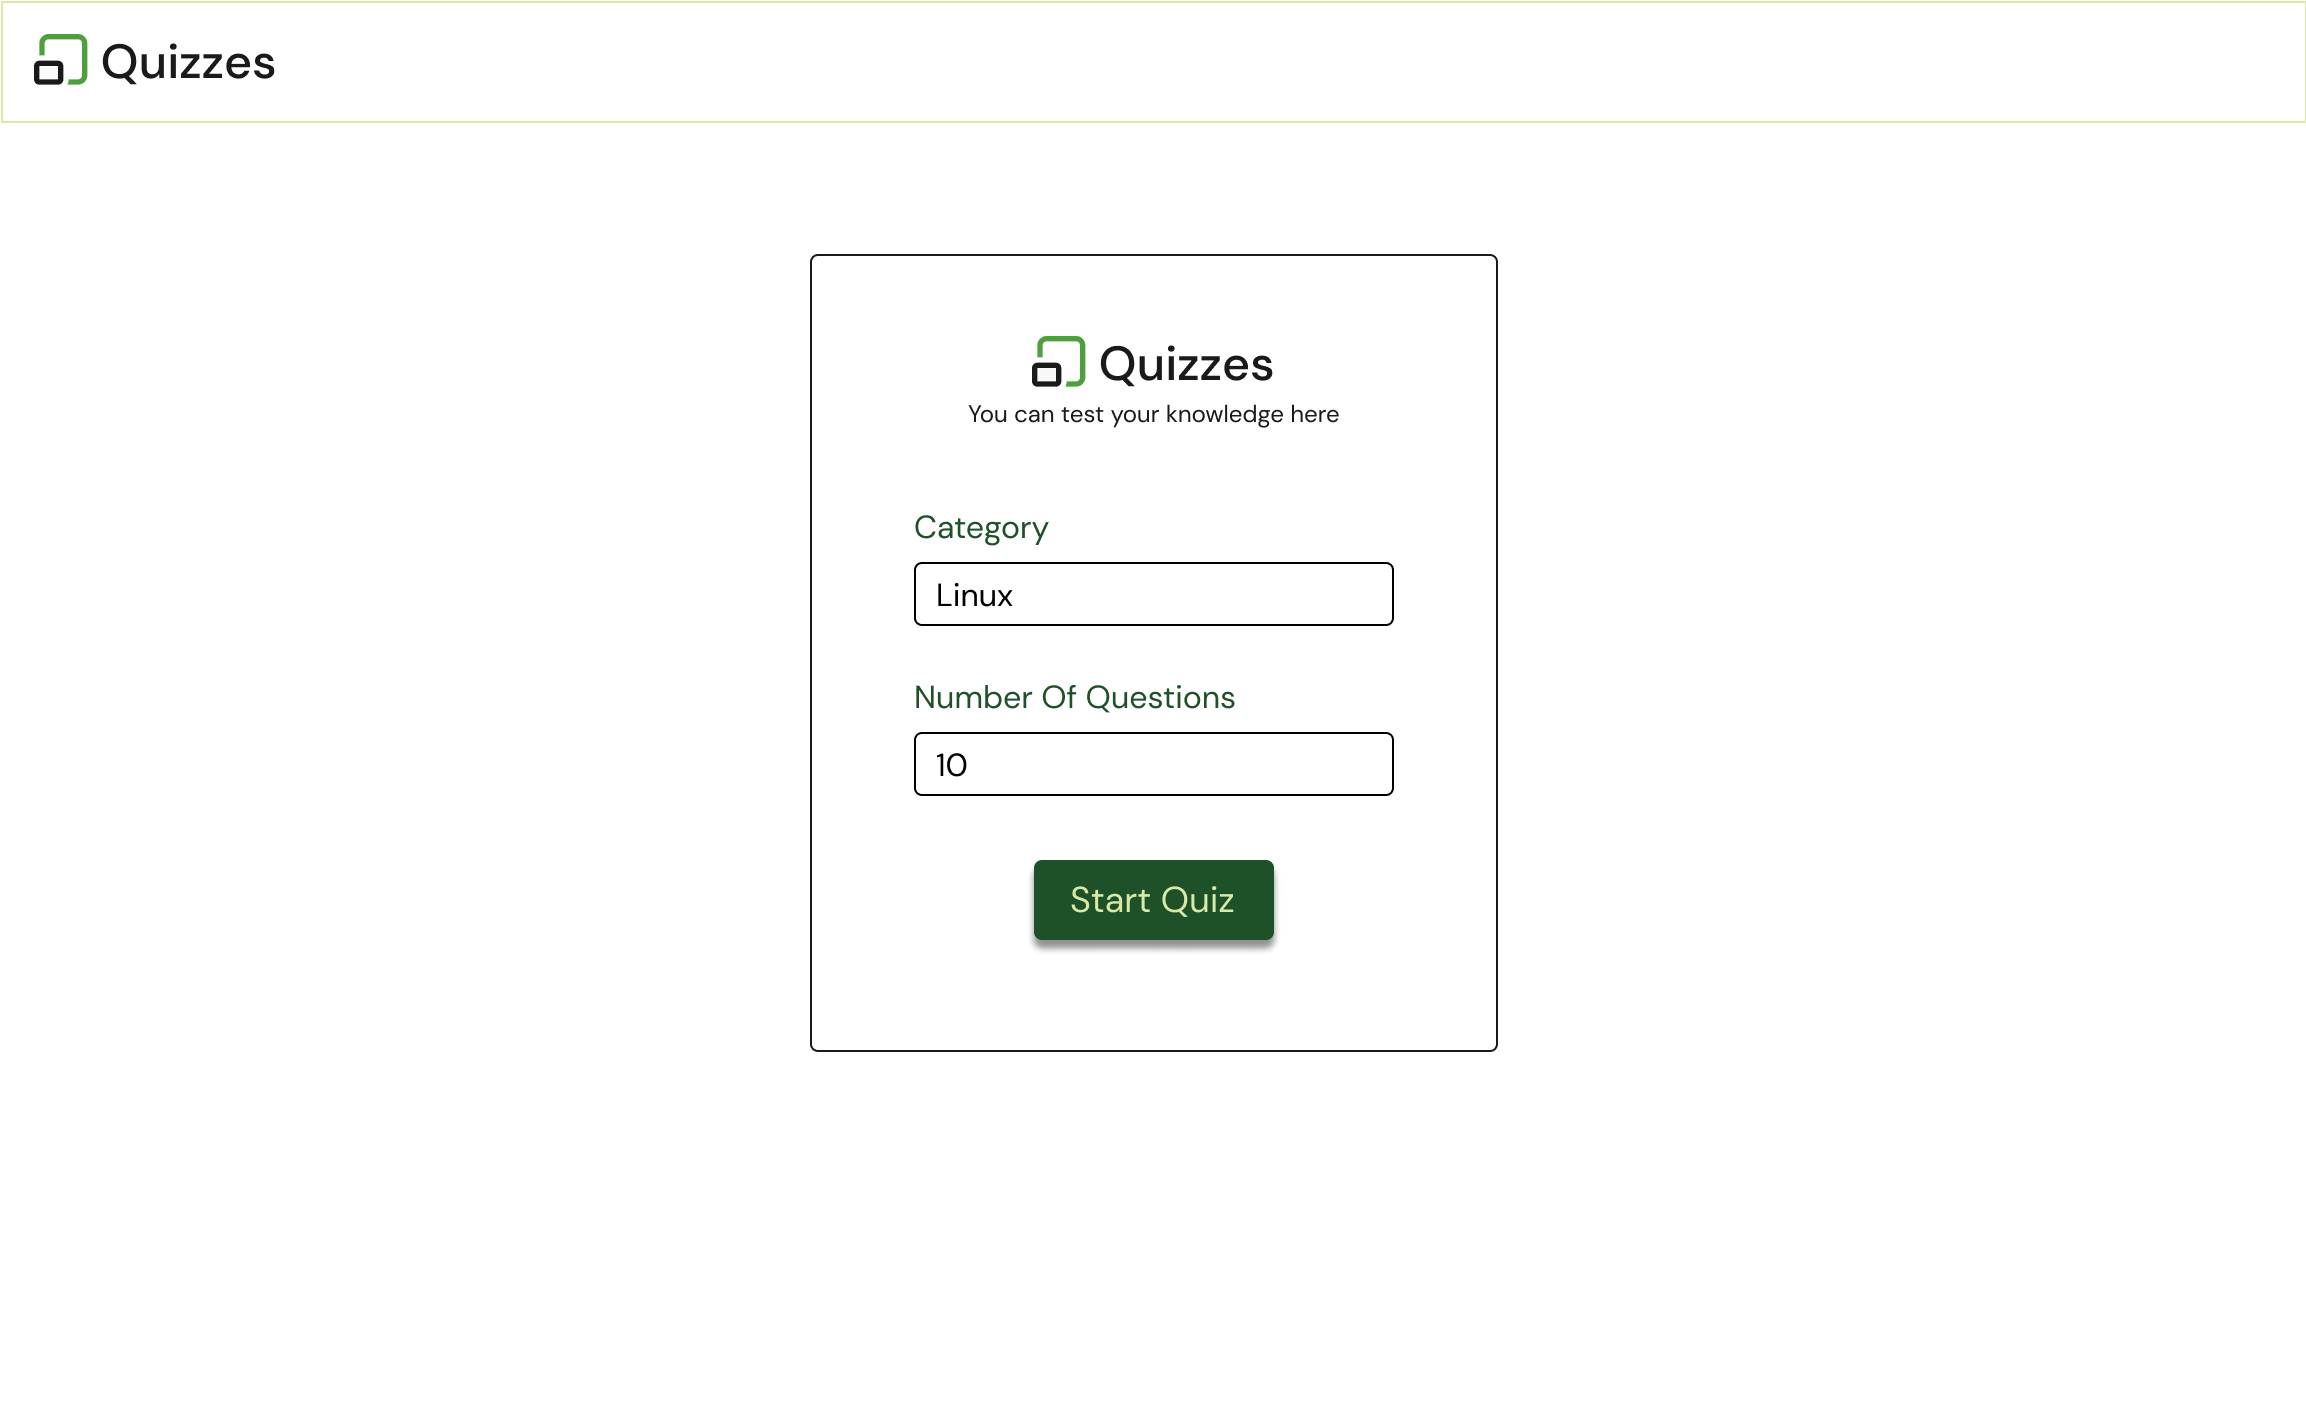 Quizzes
Quizzes
You can test your knowledge here
Category
Linux
Number Of Questions
10
Start Quiz